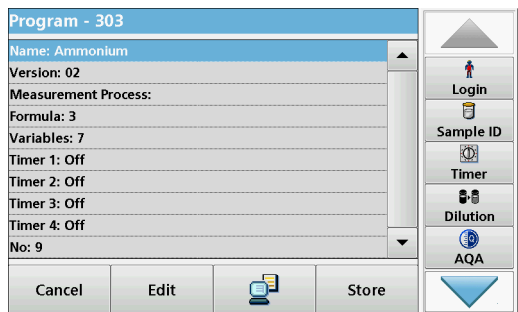 Program - 303
Name: Ammonium
Version: 02
Measurement Process:
Formula: 3
Variables: 7
Timer 1: Off
Timer 2: Off
Timer 3: Off
Timer 4: Off
No: 9
Cancel
Edit
Store
Login
Sample ID
Timer
Dilution
AQA